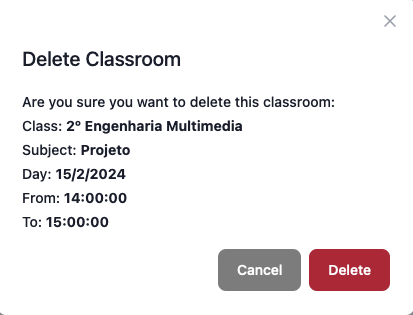 Delete Classroom
Are you sure you want to delete this classroom:
Class: 2º Engenharia Multimedia
Subject: Projeto
Day: 15/2/2024
From: 14:00:00
To: 15:00:00
Cancel Delete